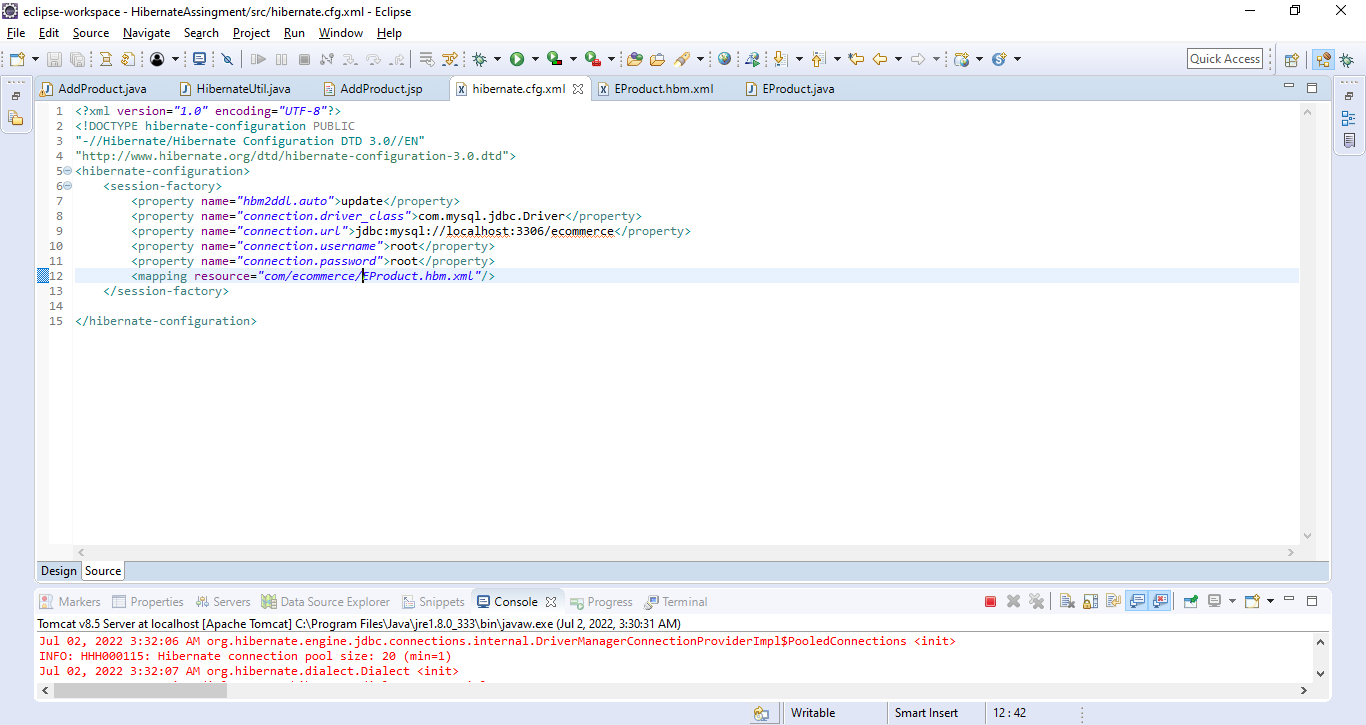 eclipse-workspace - HibernateAssingment/src/hibernate.cfg.xml - Eclipse
File Edit Source Navigate Search Project Run Window Help
Quick Access
AddProduct.java HibernateUtil.java AddProduct.jsp hibernate.cfg.xml EProduct.hbm.xml EProduct.java
1 <?xml version="1.0" encoding="UTF-8"?>
2 <!DOCTYPE hibernate-configuration PUBLIC
3 "-//Hibernate/Hibernate Configuration DTD 3.0//EN"
4 "http://www.hibernate.org/dtd/hibernate-configuration-3.0.dtd">
5 <hibernate-configuration>
6 <session-factory>
7 <property name="hbm2ddl.auto">update</property>
8 <property name="connection.driver_class">com.mysql.jdbc.Driver</property>
9 <property name="connection.url">jdbc:mysql://localhost:3306/ecommerce</property>
10 <property name="connection.username">root</property>
11 <property name="connection.password">root</property>
12 <mapping resource="com/ecommerce/EProduct.hbm.xml"/>
13 </session-factory>
14
15 </hibernate-configuration>
Design Source
Markers Properties Servers Data Source Explorer Snippets Console Progress Terminal
Tomcat v8.5 Server at localhost [Apache Tomcat] C:\Program Files\Java\jre1.8.0_333\bin\javaw.exe (Jul 2, 2022, 3:30:31 AM)
Jul 02, 2022 3:32:06 AM org.hibernate.engine.jdbc.connections.internal.DriverManagerConnectionProviderImpl$PooledConnections <init>
INFO: HHH000115: Hibernate connection pool size: 20 (min=1)
Jul 02, 2022 3:32:07 AM org.hibernate.dialect.Dialect <init>
Writable Smart Insert 12 : 42